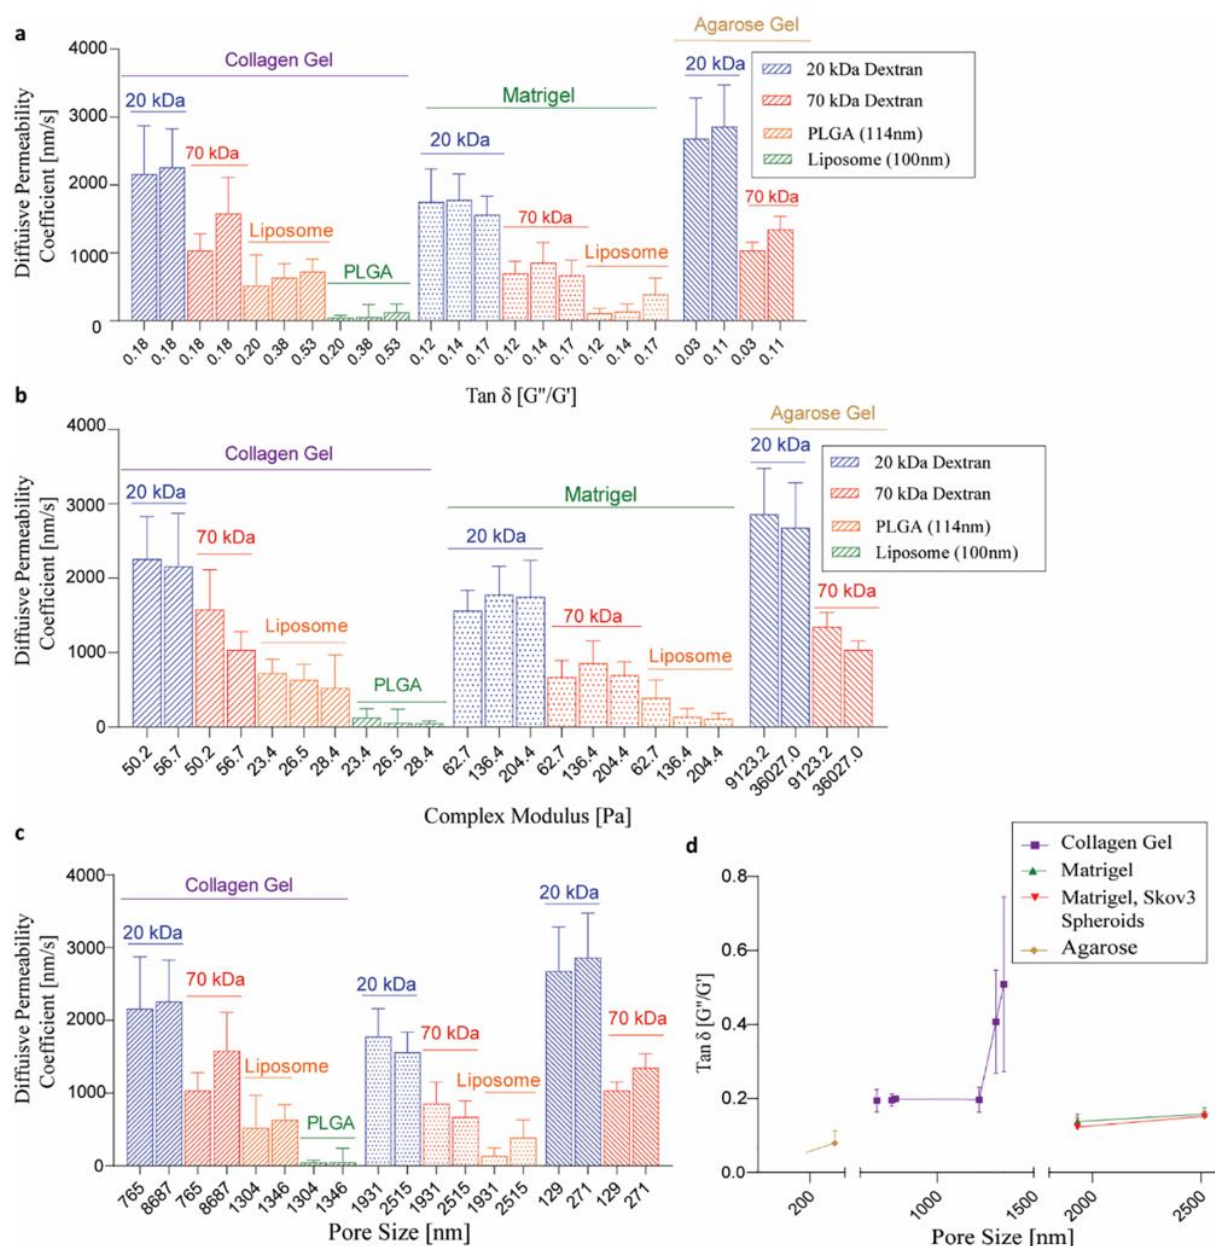 a
Agarose Gel
4000
Collagen Gel
20 kDa
20 kDa Dextran
70 kDa Dextran
PLGA (114nm)
Liposome (100nm)
Matrigel
3000
20 kDa
20 kDa
70 kDa
2000
70 kDa
70 kDa
Liposome
Liposome
1000
PLGA
0
Diffuisve Permeability
Coefficient [nm/s]
0.18 0.18 0.18 0.18 0.20 0.38 0.53 0.20 0.38 0.53 0.12 0.14 0.17 0.12 0.14 0.17 0.12 0.14 0.17 0.03 0.11 0.03 0.11
Tan δ [G"/G']
b
Agarose Gel
4000
20 kDa
Collagen Gel
20 kDa Dextran
70 kDa Dextran
PLGA (114nm)
Liposome (100nm)
20 kDa
Matrigel
3000
70 kDa
20 kDa
2000
70 kDa
70 kDa
Liposome
Liposome
1000
PLGA
0
Diffuisve Permeability
Coefficient [nm/s]
50.2 56.7 50.2 56.7 23.4 26.5 28.4 23.4 26.5 28.4 62.7 136.4 204.4 62.7 136.4 204.4 62.7 136.4 204.4 9123.2 36027.0 9123.2 36027.0
Complex Modulus [Pa]
c
4000
Collagen Gel
20 kDa
20 kDa
3000
70 kDa
20 kDa
2000
70 kDa
70 kDa
Liposome
Liposome
1000
PLGA
0
Diffuisve Permeability
Coefficient [nm/s]
765 8687 765 8687 1304 1346 1304 1346 1931 2515 1931 2515 1931 2515 129 271 129 271
Pore Size [nm]
d
Collagen Gel
Matrigel
Matrigel, Skov3
Spheroids
Agarose
0.8
0.6
0.4
0.2
0.0
Tan δ [G"/G']
200 1000 1500 2000 2500
Pore Size [nm]